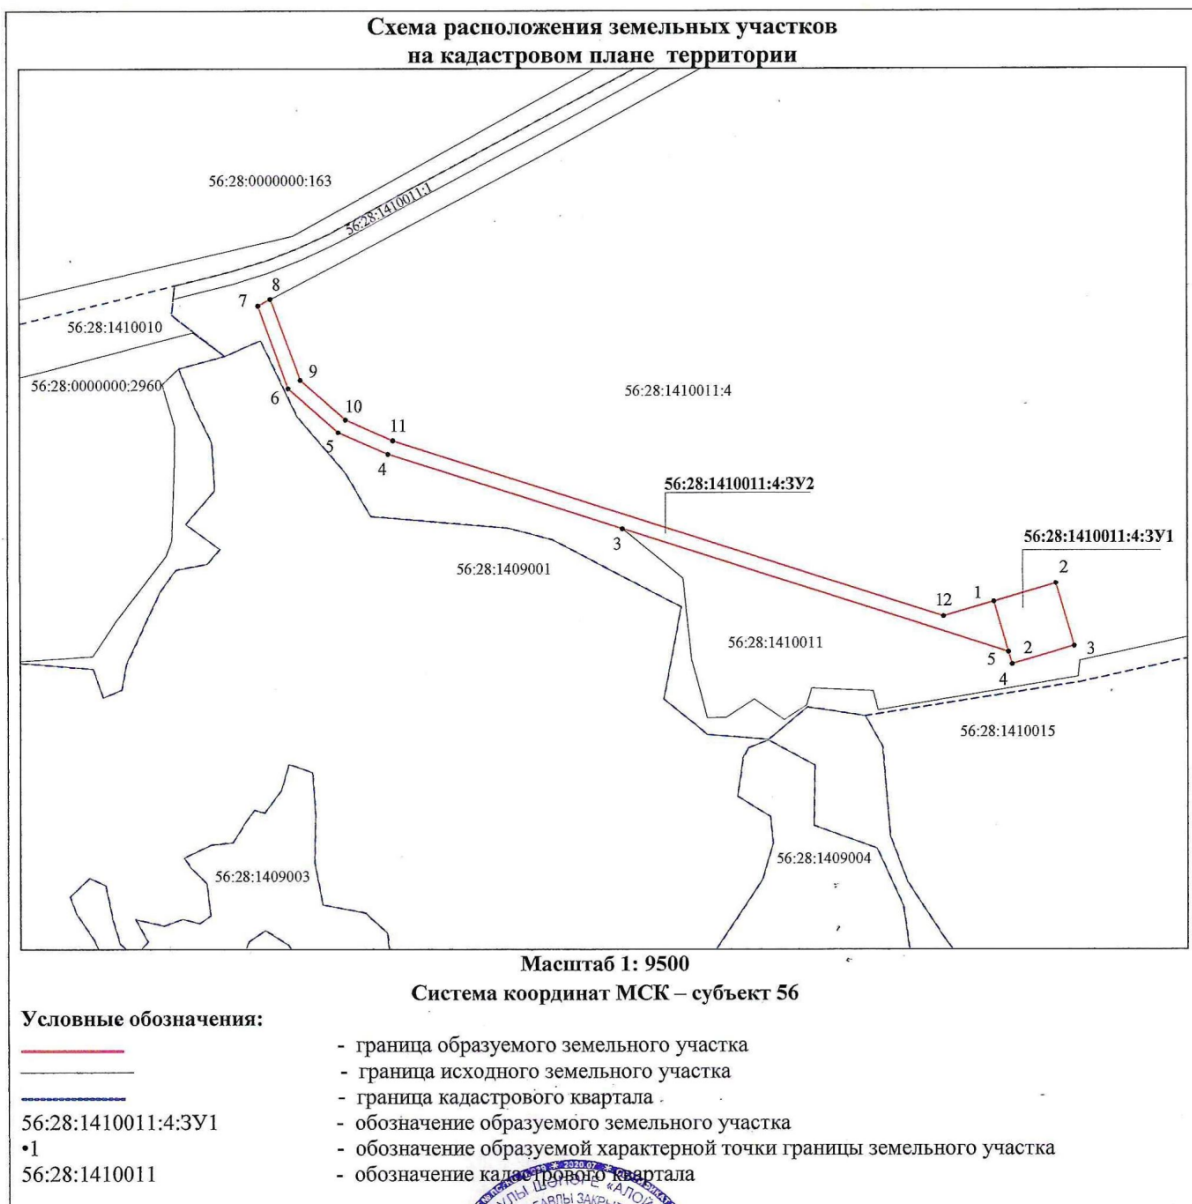 Схема расположения земельных участков
на кадастровом плане территории
56:28:0000000:163
56:28:1410011:1
8
7
56:28:1410010
56:28:0000000:2960
9
6
56:28:1410011:4
10
11
5
4
56:28:1410011:4:ЗУ2
3
56:28:1410011:4:ЗУ1
56:28:1409001
2
12
1
56:28:1410011
5
2
3
4
56:28:1410015
56:28:1409003
56:28:1409004
Масштаб 1: 9500
Система координат МСК – субъект 56
Условные обозначения:
- граница образуемого земельного участка
- граница исходного земельного участка
- граница кадастрового квартала
56:28:1410011:4:ЗУ1 - обозначение образуемого земельного участка
•1 - обозначение образуемой характерной точки границы земельного участка
56:28:1410011 - обозначение кадастрового квартала